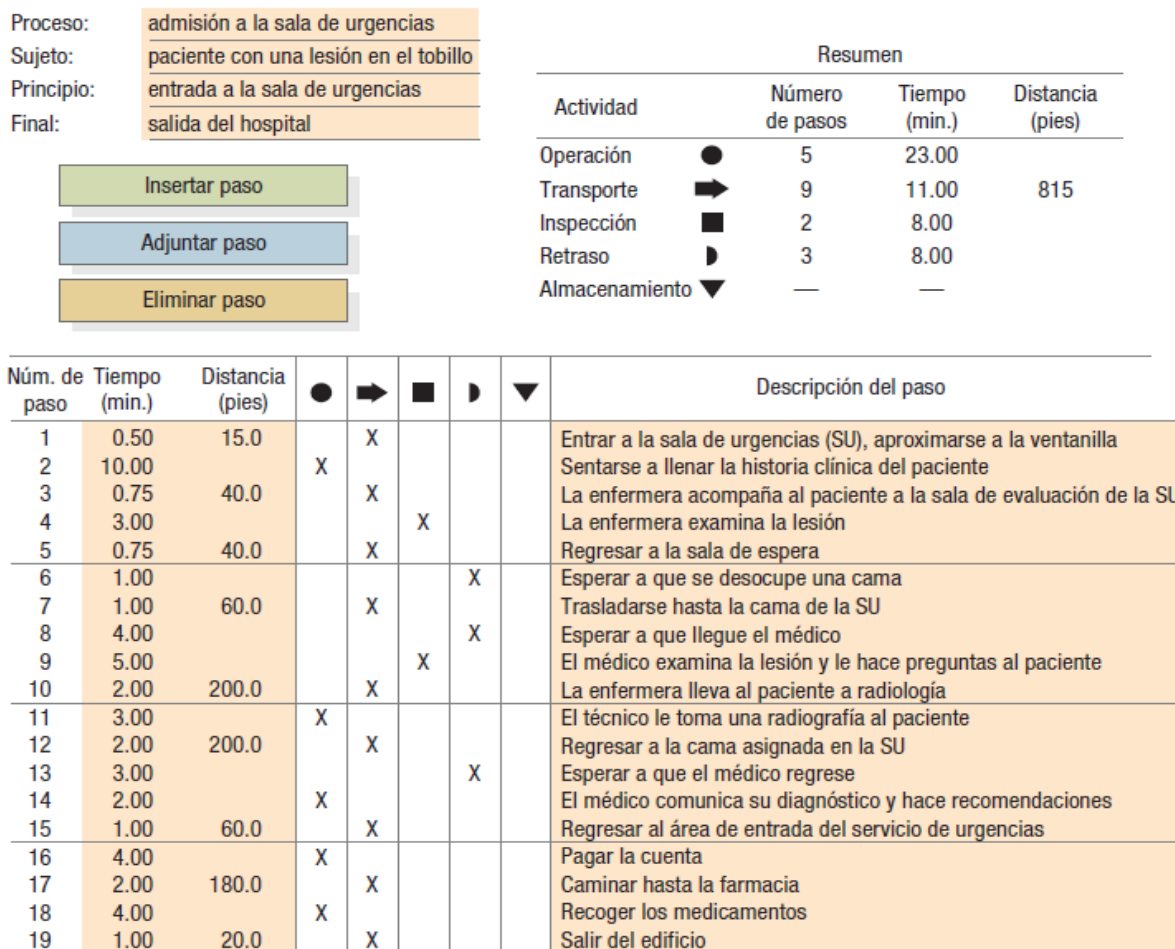 Proceso: admisión a la sala de urgencias
Sujeto: paciente con una lesión en el tobillo
Principio: entrada a la sala de urgencias
Final: salida del hospital
Insertar paso
Adjuntar paso
Eliminar paso
Resumen
Actividad Número de pasos Tiempo (min.) Distancia (pies)
Operación 5 23.00
Transporte 9 11.00 815
Inspección 2 8.00
Retraso 3 8.00
Almacenamiento — —
Núm. de paso Tiempo (min.) Distancia (pies) Descripción del paso
1 0.50 15.0 X Entrar a la sala de urgencias (SU), aproximarse a la ventanilla
2 10.00 X Sentarse a llenar la historia clínica del paciente
3 0.75 40.0 X La enfermera acompaña al paciente a la sala de evaluación de la SU
4 3.00 X La enfermera examina la lesión
5 0.75 40.0 X Regresar a la sala de espera
6 1.00 X Esperar a que se desocupe una cama
7 1.00 60.0 X Trasladarse hasta la cama de la SU
8 4.00 X Esperar a que llegue el médico
9 5.00 X El médico examina la lesión y le hace preguntas al paciente
10 2.00 200.0 X La enfermera lleva al paciente a radiología
11 3.00 X El técnico le toma una radiografía al paciente
12 2.00 200.0 X Regresar a la cama asignada en la SU
13 3.00 X Esperar a que el médico regrese
14 2.00 X El médico comunica su diagnóstico y hace recomendaciones
15 1.00 60.0 X Regresar al área de entrada del servicio de urgencias
16 4.00 X Pagar la cuenta
17 2.00 180.0 X Caminar hasta la farmacia
18 4.00 X Recoger los medicamentos
19 1.00 20.0 X Salir del edificio